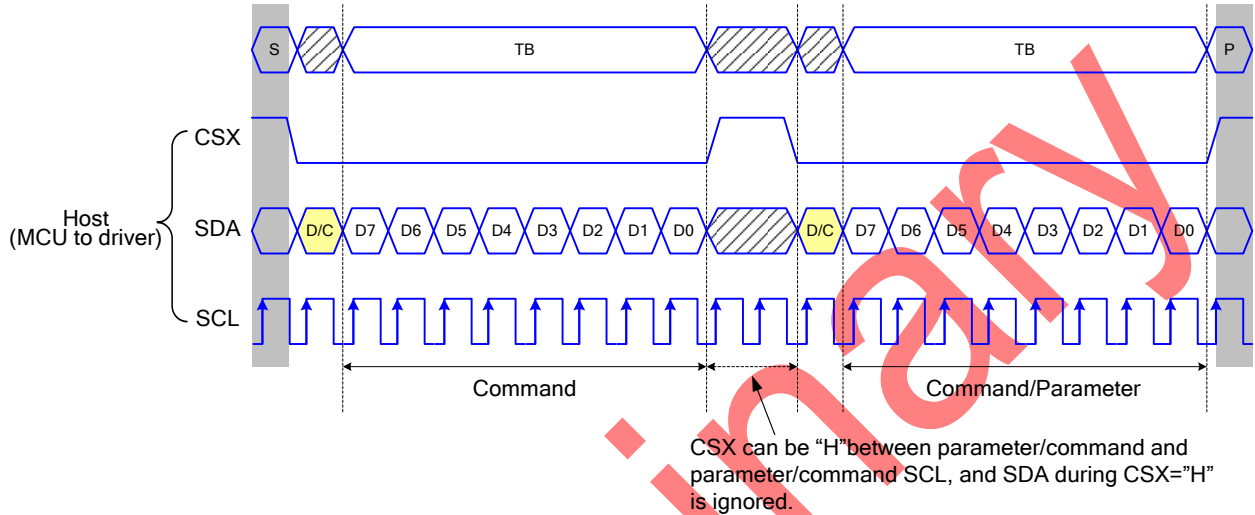 S TB TB P
CSX
Host
(MCU to driver)
SDA D/C D7 D6 D5 D4 D3 D2 D1 D0 D/C D7 D6 D5 D4 D3 D2 D1 D0
SCL
Command Command/Parameter
CSX can be “H”between parameter/command and
parameter/command SCL, and SDA during CSX=”H”
is ignored.
inary